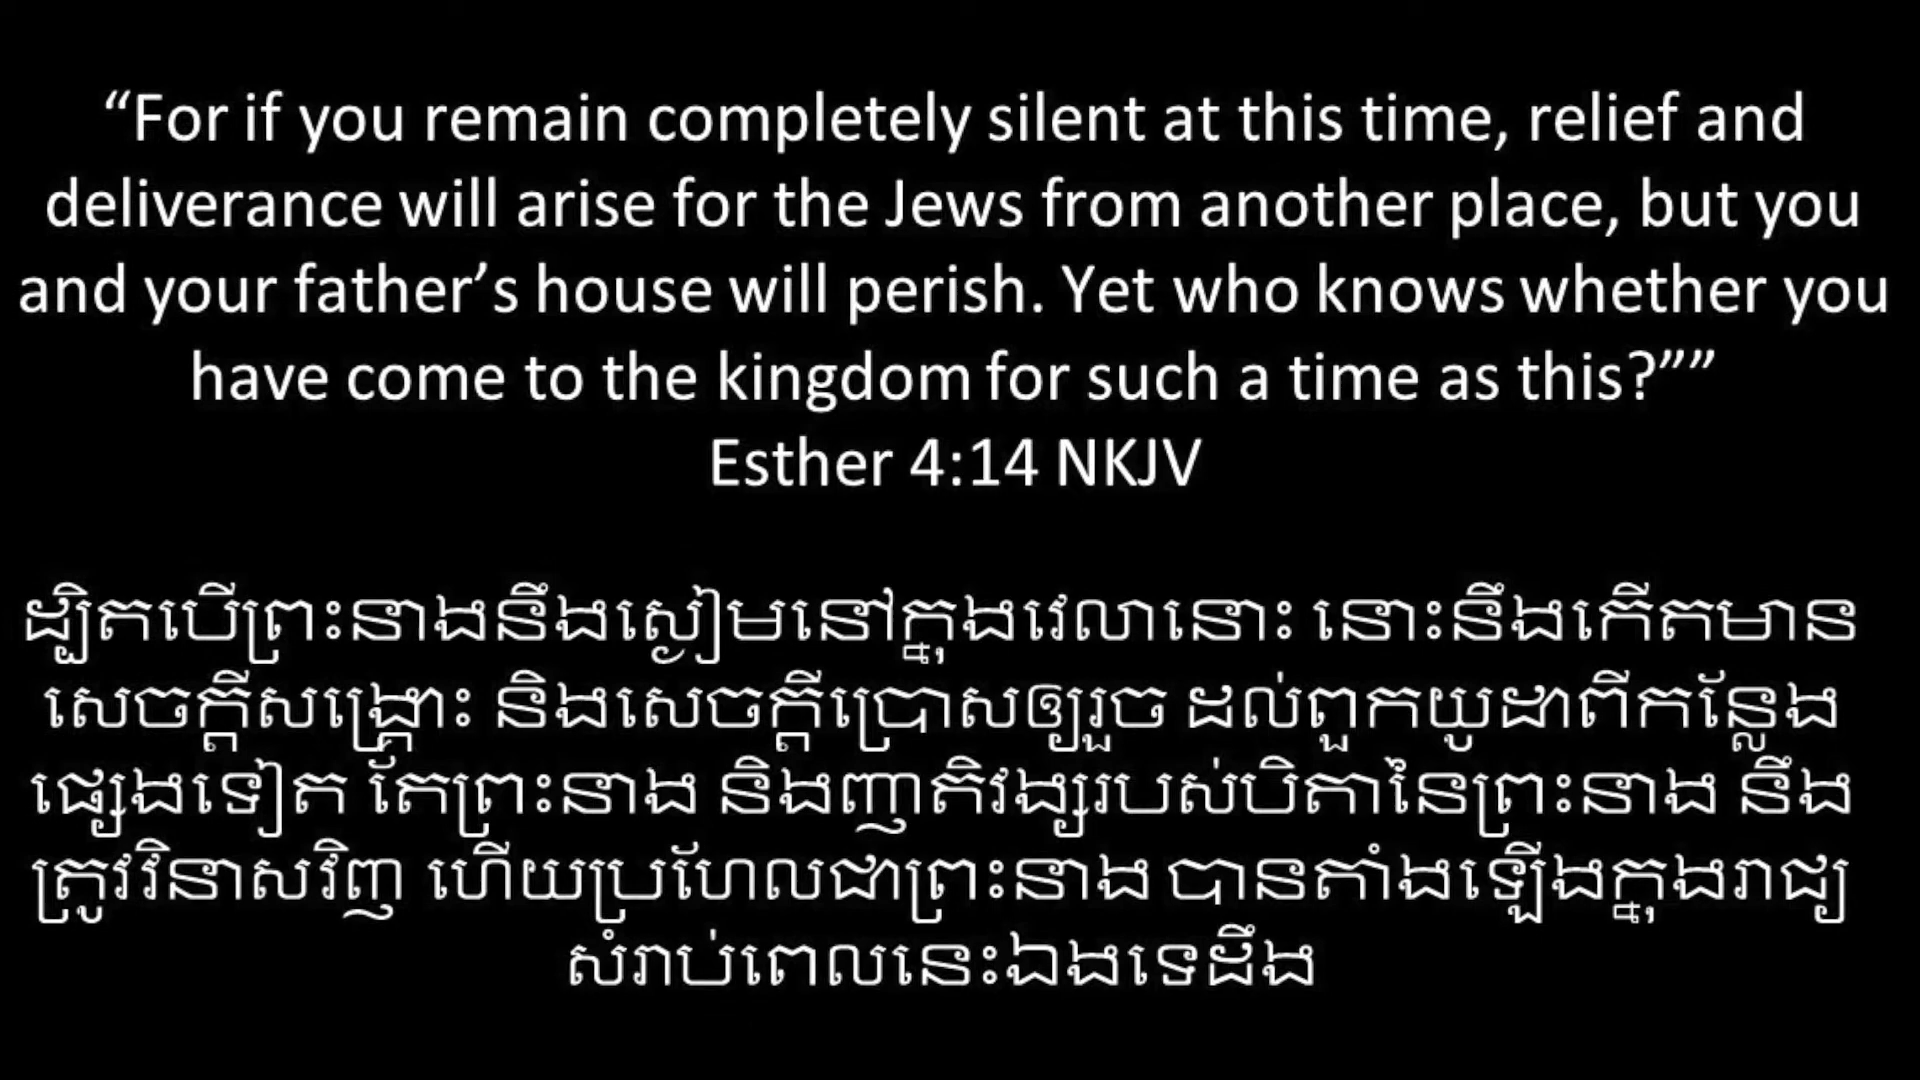 “For if you remain completely silent at this time, relief and
deliverance will arise for the Jews from another place, but you
and your father’s house will perish. Yet who knows whether you
have come to the kingdom for such a time as this?””
Esther 4:14 NKJV
ដ្បិតបើព្រះនាងនឹងស្ងៀមនៅក្នុងវេលានោះ នោះនឹងកើតមាន
សេចក្តីសង្គ្រោះ និងសេចក្តីប្រោសឲ្យរួច ដល់ពួកយូដាពីកន្លែង
ផ្សេងទៀត តែព្រះនាង និងញាតិវង្សរបស់បិតានៃព្រះនាង នឹង
ត្រូវវិនាសវិញ ហើយប្រហែលជាព្រះនាង បានតាំងឡើងក្នុងរាជ្យ
សំរាប់ពេលនេះឯងទេដឹង